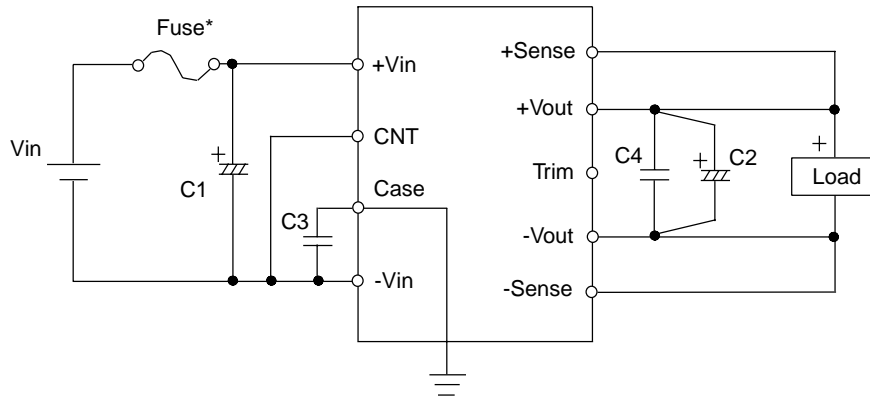 Fuse*
+Vin
CNT
Case
-Vin
Vin
+
C1
C3
+Sense
+Vout
Trim
-Vout
-Sense
C4
+
C2
+
Load